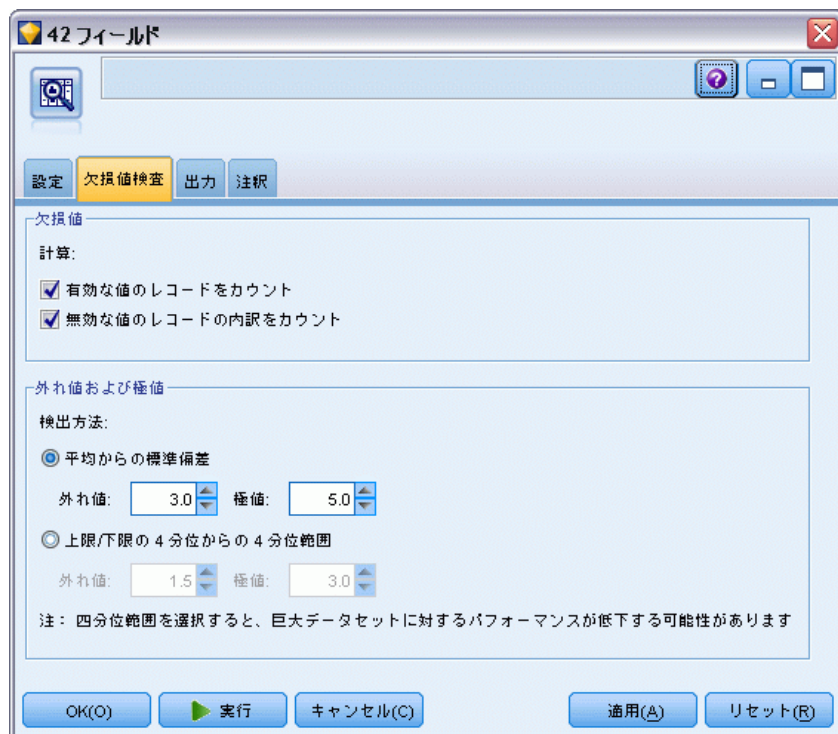 42 フィールド
設定 欠損値検査 出力 注釈
欠損値
計算:
有効な値のレコードをカウント
無効な値のレコードの内訳をカウント
外れ値および極値
検出方法:
平均からの標準偏差
外れ値: 3.0 極値: 5.0
上限/下限の 4 分位からの 4 分位範囲
外れ値: 1.5 極値: 3.0
注： 四分位範囲を選択すると、巨大データセットに対するパフォーマンスが低下する可能性があります
OK(O) 実行 キャンセル(C) 適用(A) リセット(R)